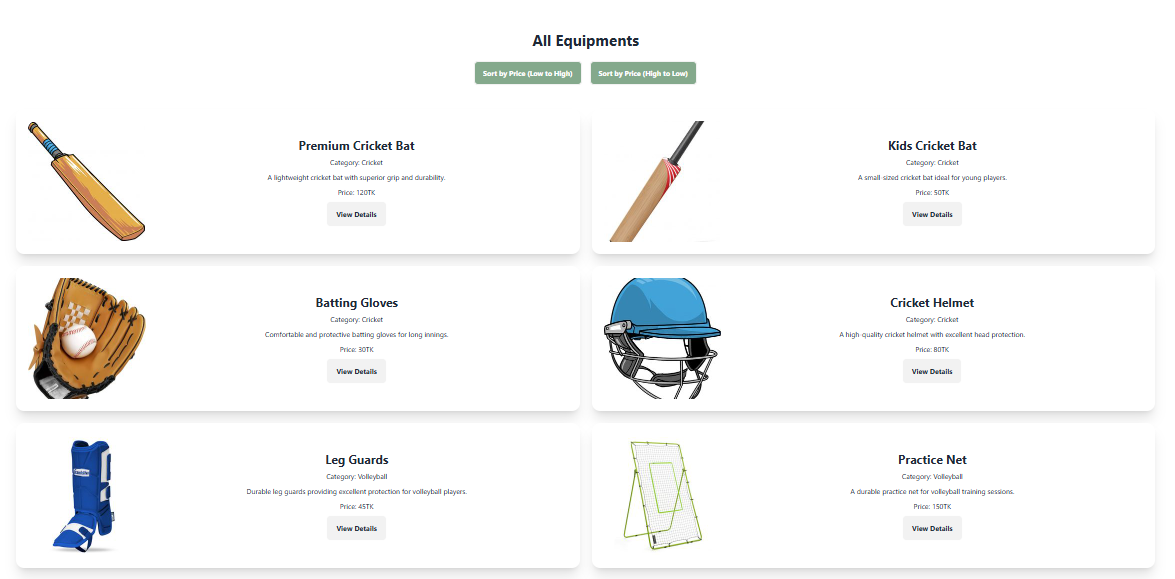 All Equipments
Sort by Price (Low to High)
Sort by Price (High to Low)
Premium Cricket Bat
Category: Cricket
A lightweight cricket bat with superior grip and durability.
Price: 120TK
View Details
Kids Cricket Bat
Category: Cricket
A small-sized cricket bat ideal for young players.
Price: 50TK
View Details
Batting Gloves
Category: Cricket
Comfortable and protective batting gloves for long innings.
Price: 30TK
View Details
Cricket Helmet
Category: Cricket
A high-quality cricket helmet with excellent head protection.
Price: 80TK
View Details
Leg Guards
Category: Volleyball
Durable leg guards providing excellent protection for volleyball players.
Price: 45TK
View Details
Practice Net
Category: Volleyball
A durable practice net for volleyball training sessions.
Price: 150TK
View Details